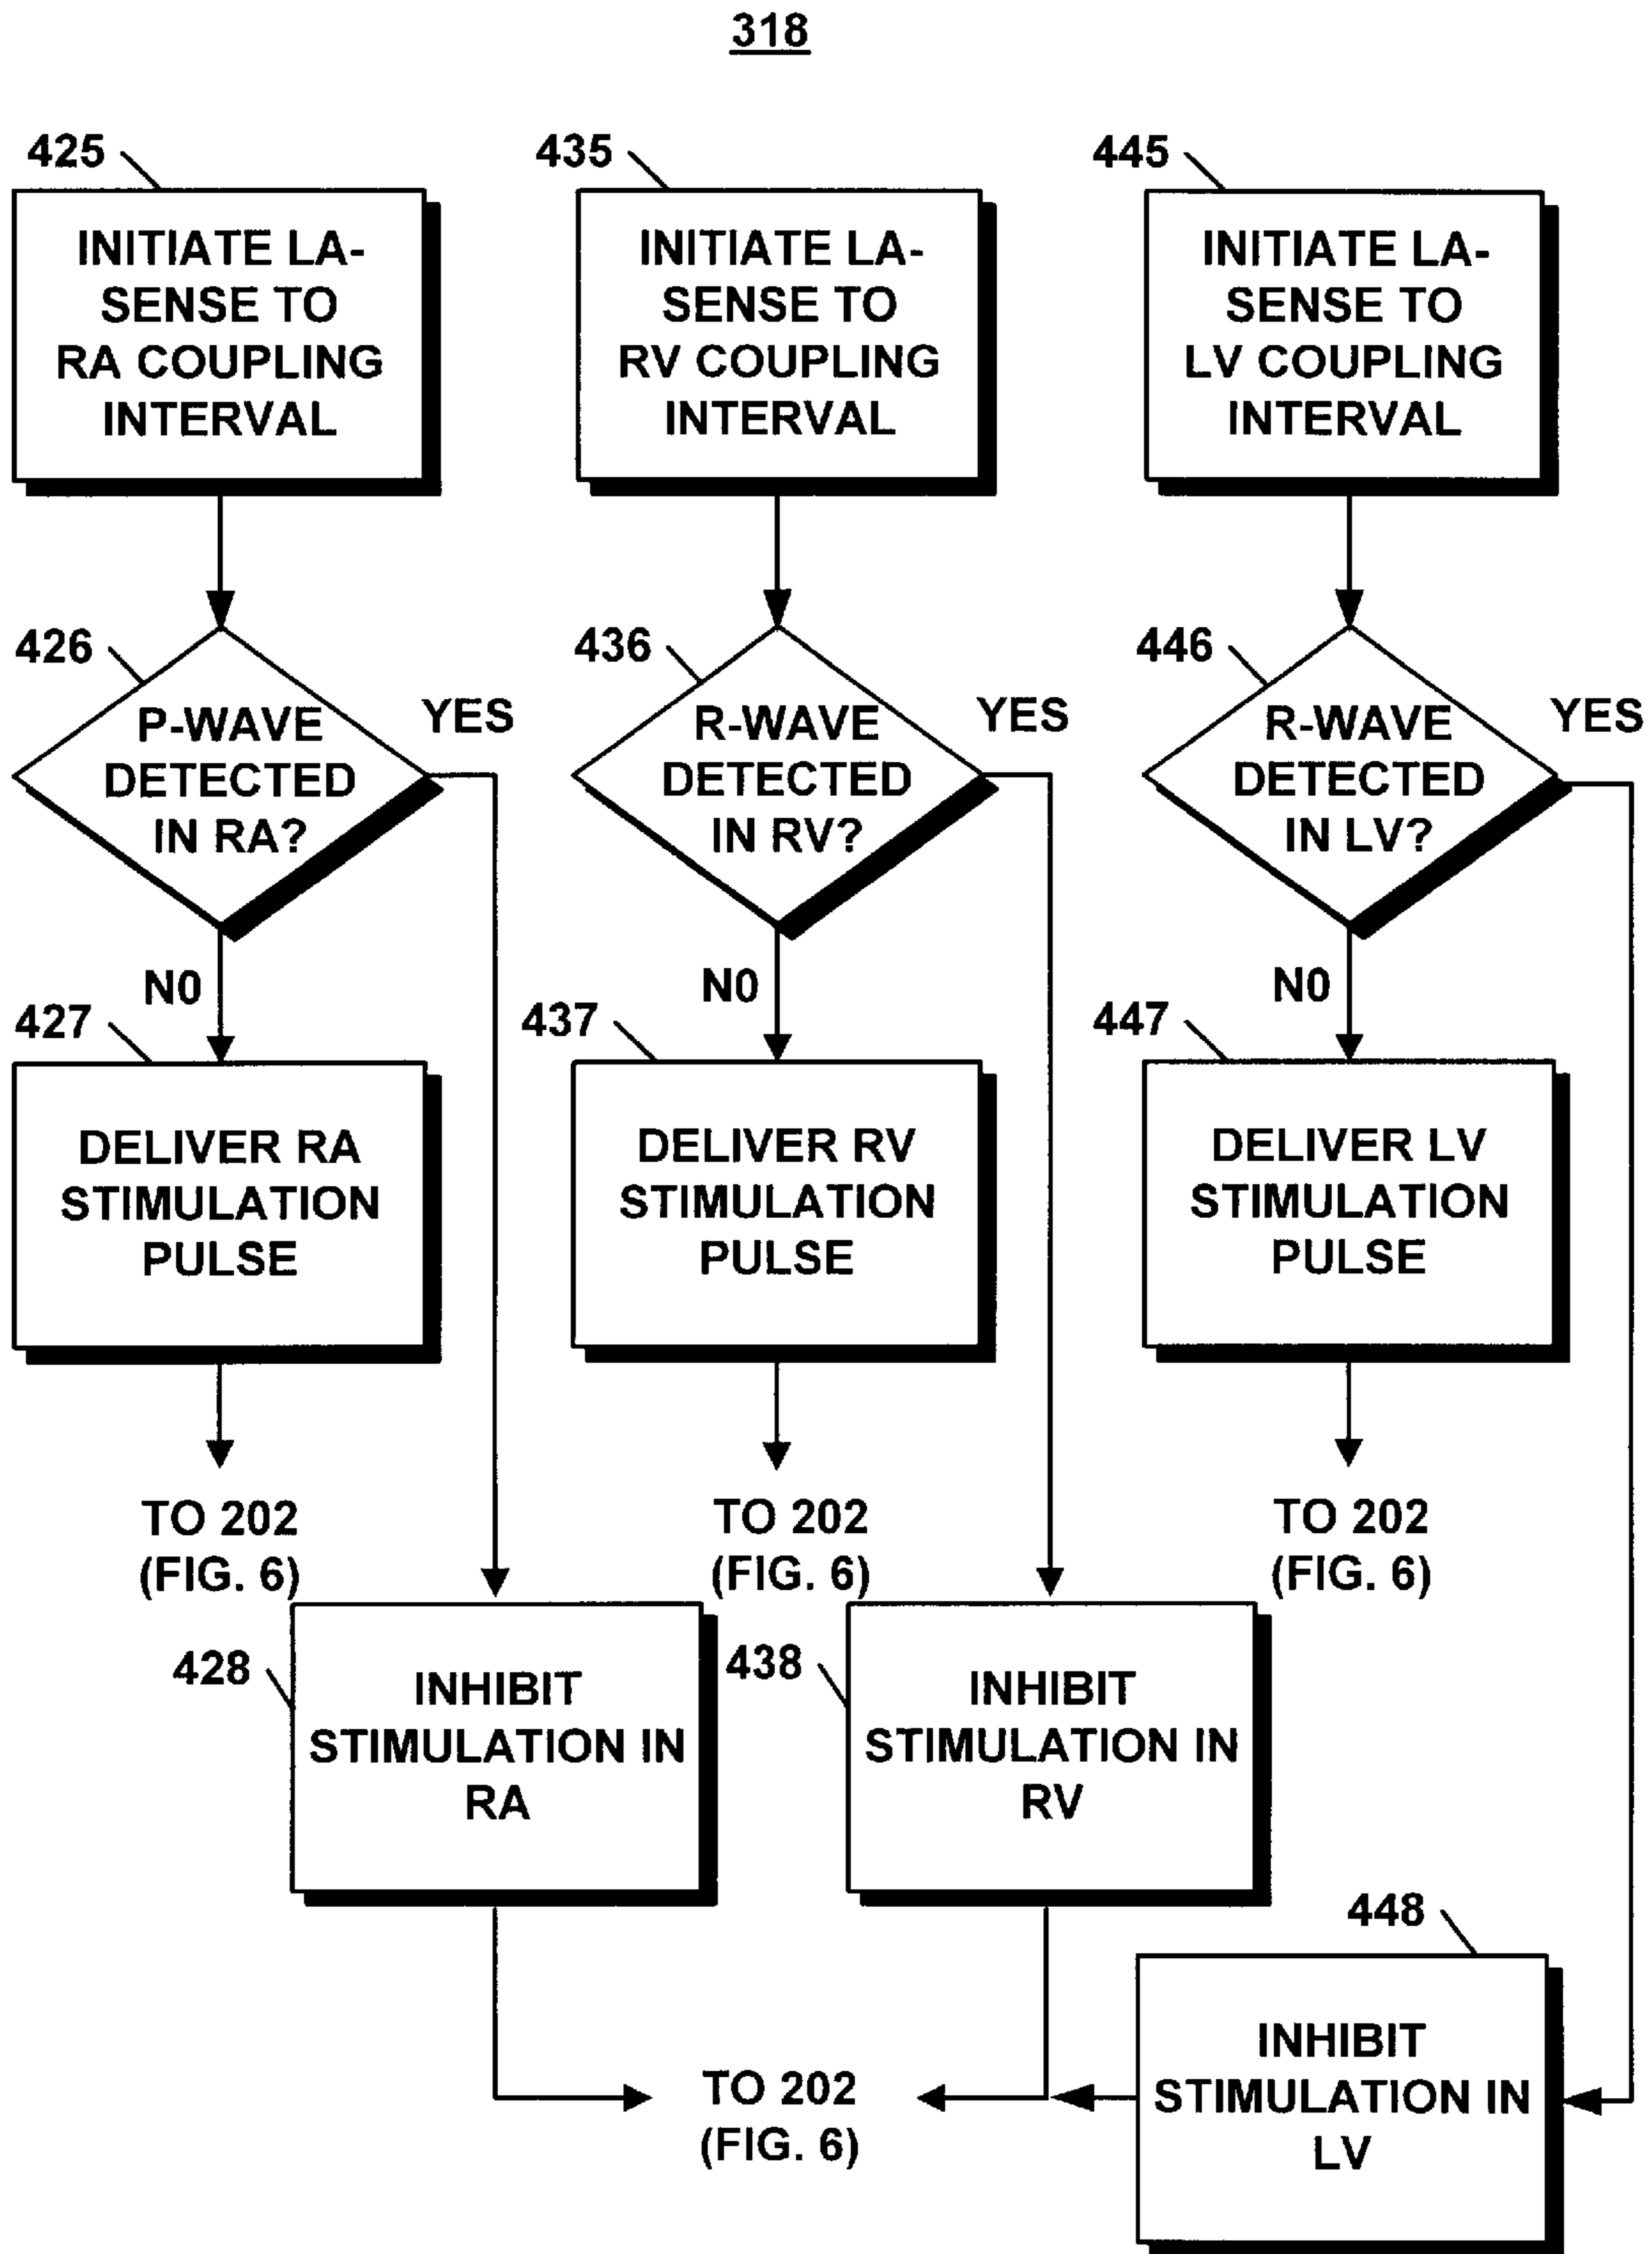 318
425
435
445
INITIATE LA-
SENSE TO
RA COUPLING
INTERVAL
INITIATE LA-
SENSE TO
RV COUPLING
INTERVAL
INITIATE LA-
SENSE TO
LV COUPLING
INTERVAL
426
P-WAVE
DETECTED
IN RA?
YES
436
R-WAVE
DETECTED
IN RV?
YES
446
R-WAVE
DETECTED
IN LV?
YES
N0
N0
N0
427
437
447
DELIVER RA
STIMULATION
PULSE
DELIVER RV
STIMULATION
PULSE
DELIVER LV
STIMULATION
PULSE
TO 202
(FIG. 6)
TO 202
(FIG. 6)
TO 202
(FIG. 6)
428
INHIBIT
STIMULATION IN
RA
438
INHIBIT
STIMULATION IN
RV
448
INHIBIT
STIMULATION IN
LV
TO 202
(FIG. 6)